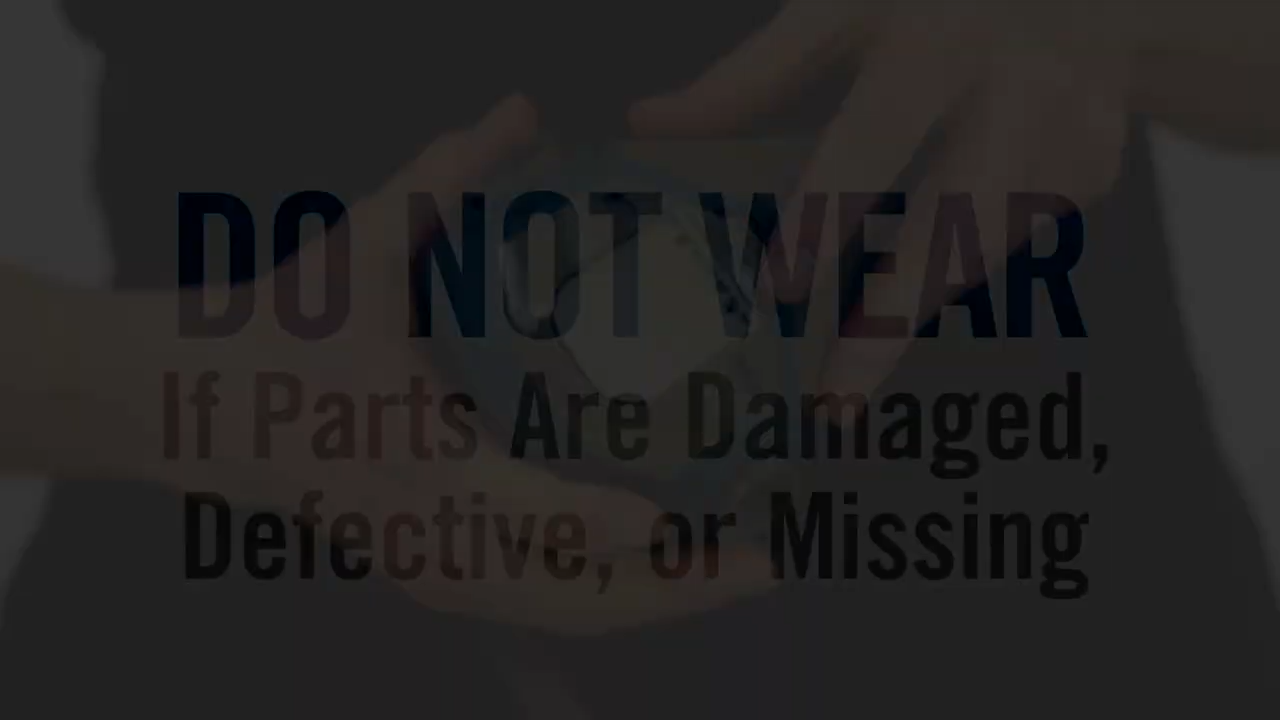 DO NOT WEAR
If Parts Are Damaged,
Defective, or Missing